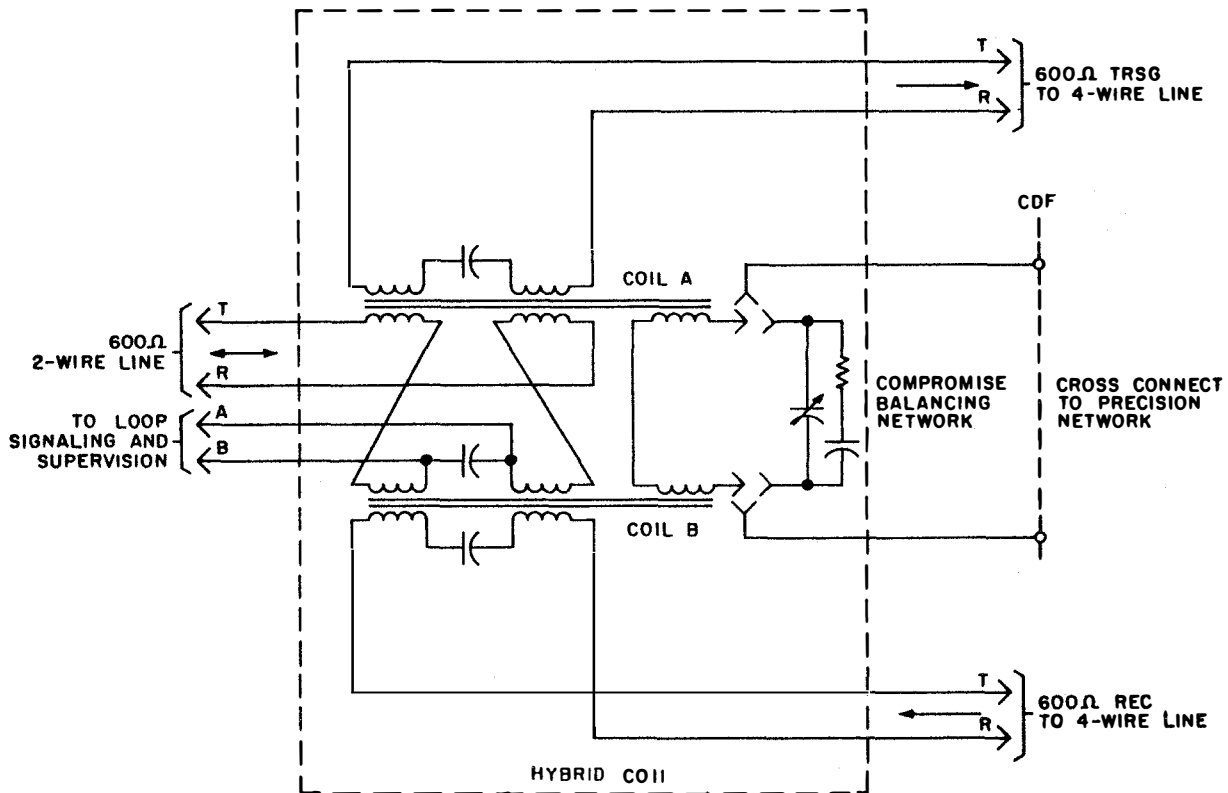 T
R
600Ω TRSG
TO 4-WIRE LINE
CDF
COIL A
T
R
600Ω
2-WIRE LINE
A
B
TO LOOP
SIGNALING AND
SUPERVISION
COMPROMISE
BALANCING
NETWORK
CROSS CONNECT
TO PRECISION
NETWORK
COIL B
T
R
600Ω REC
TO 4-WIRE LINE
HYBRID COIL